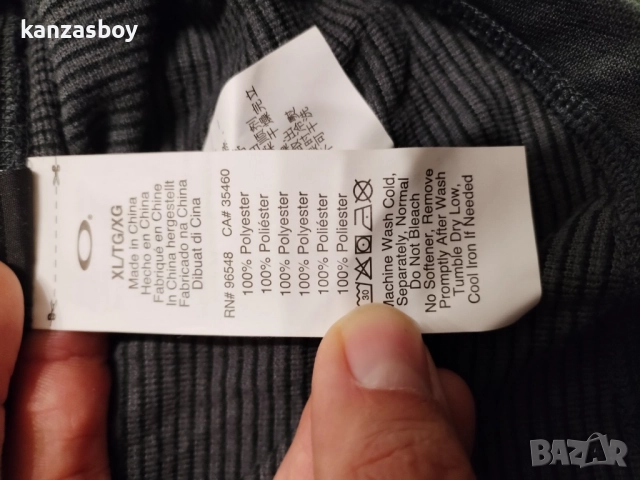 kanzasboy
XL/TG/XG
Made in China
Hecho en China
Fabriqué en Chine
In China hergestellt
Fabricado na China
Dibuat di Cina
RN# 96548 CA# 35460
100% Polyester
100% Poliéster
100% Polyester
100% Polyester
100% Poliéster
100% Poliester
30
Machine Wash Cold,
Separately, Normal
Do Not Bleach
No Softener, Remove
Promptly After Wash
Tumble Dry Low,
Cool Iron If Needed
BAZAR